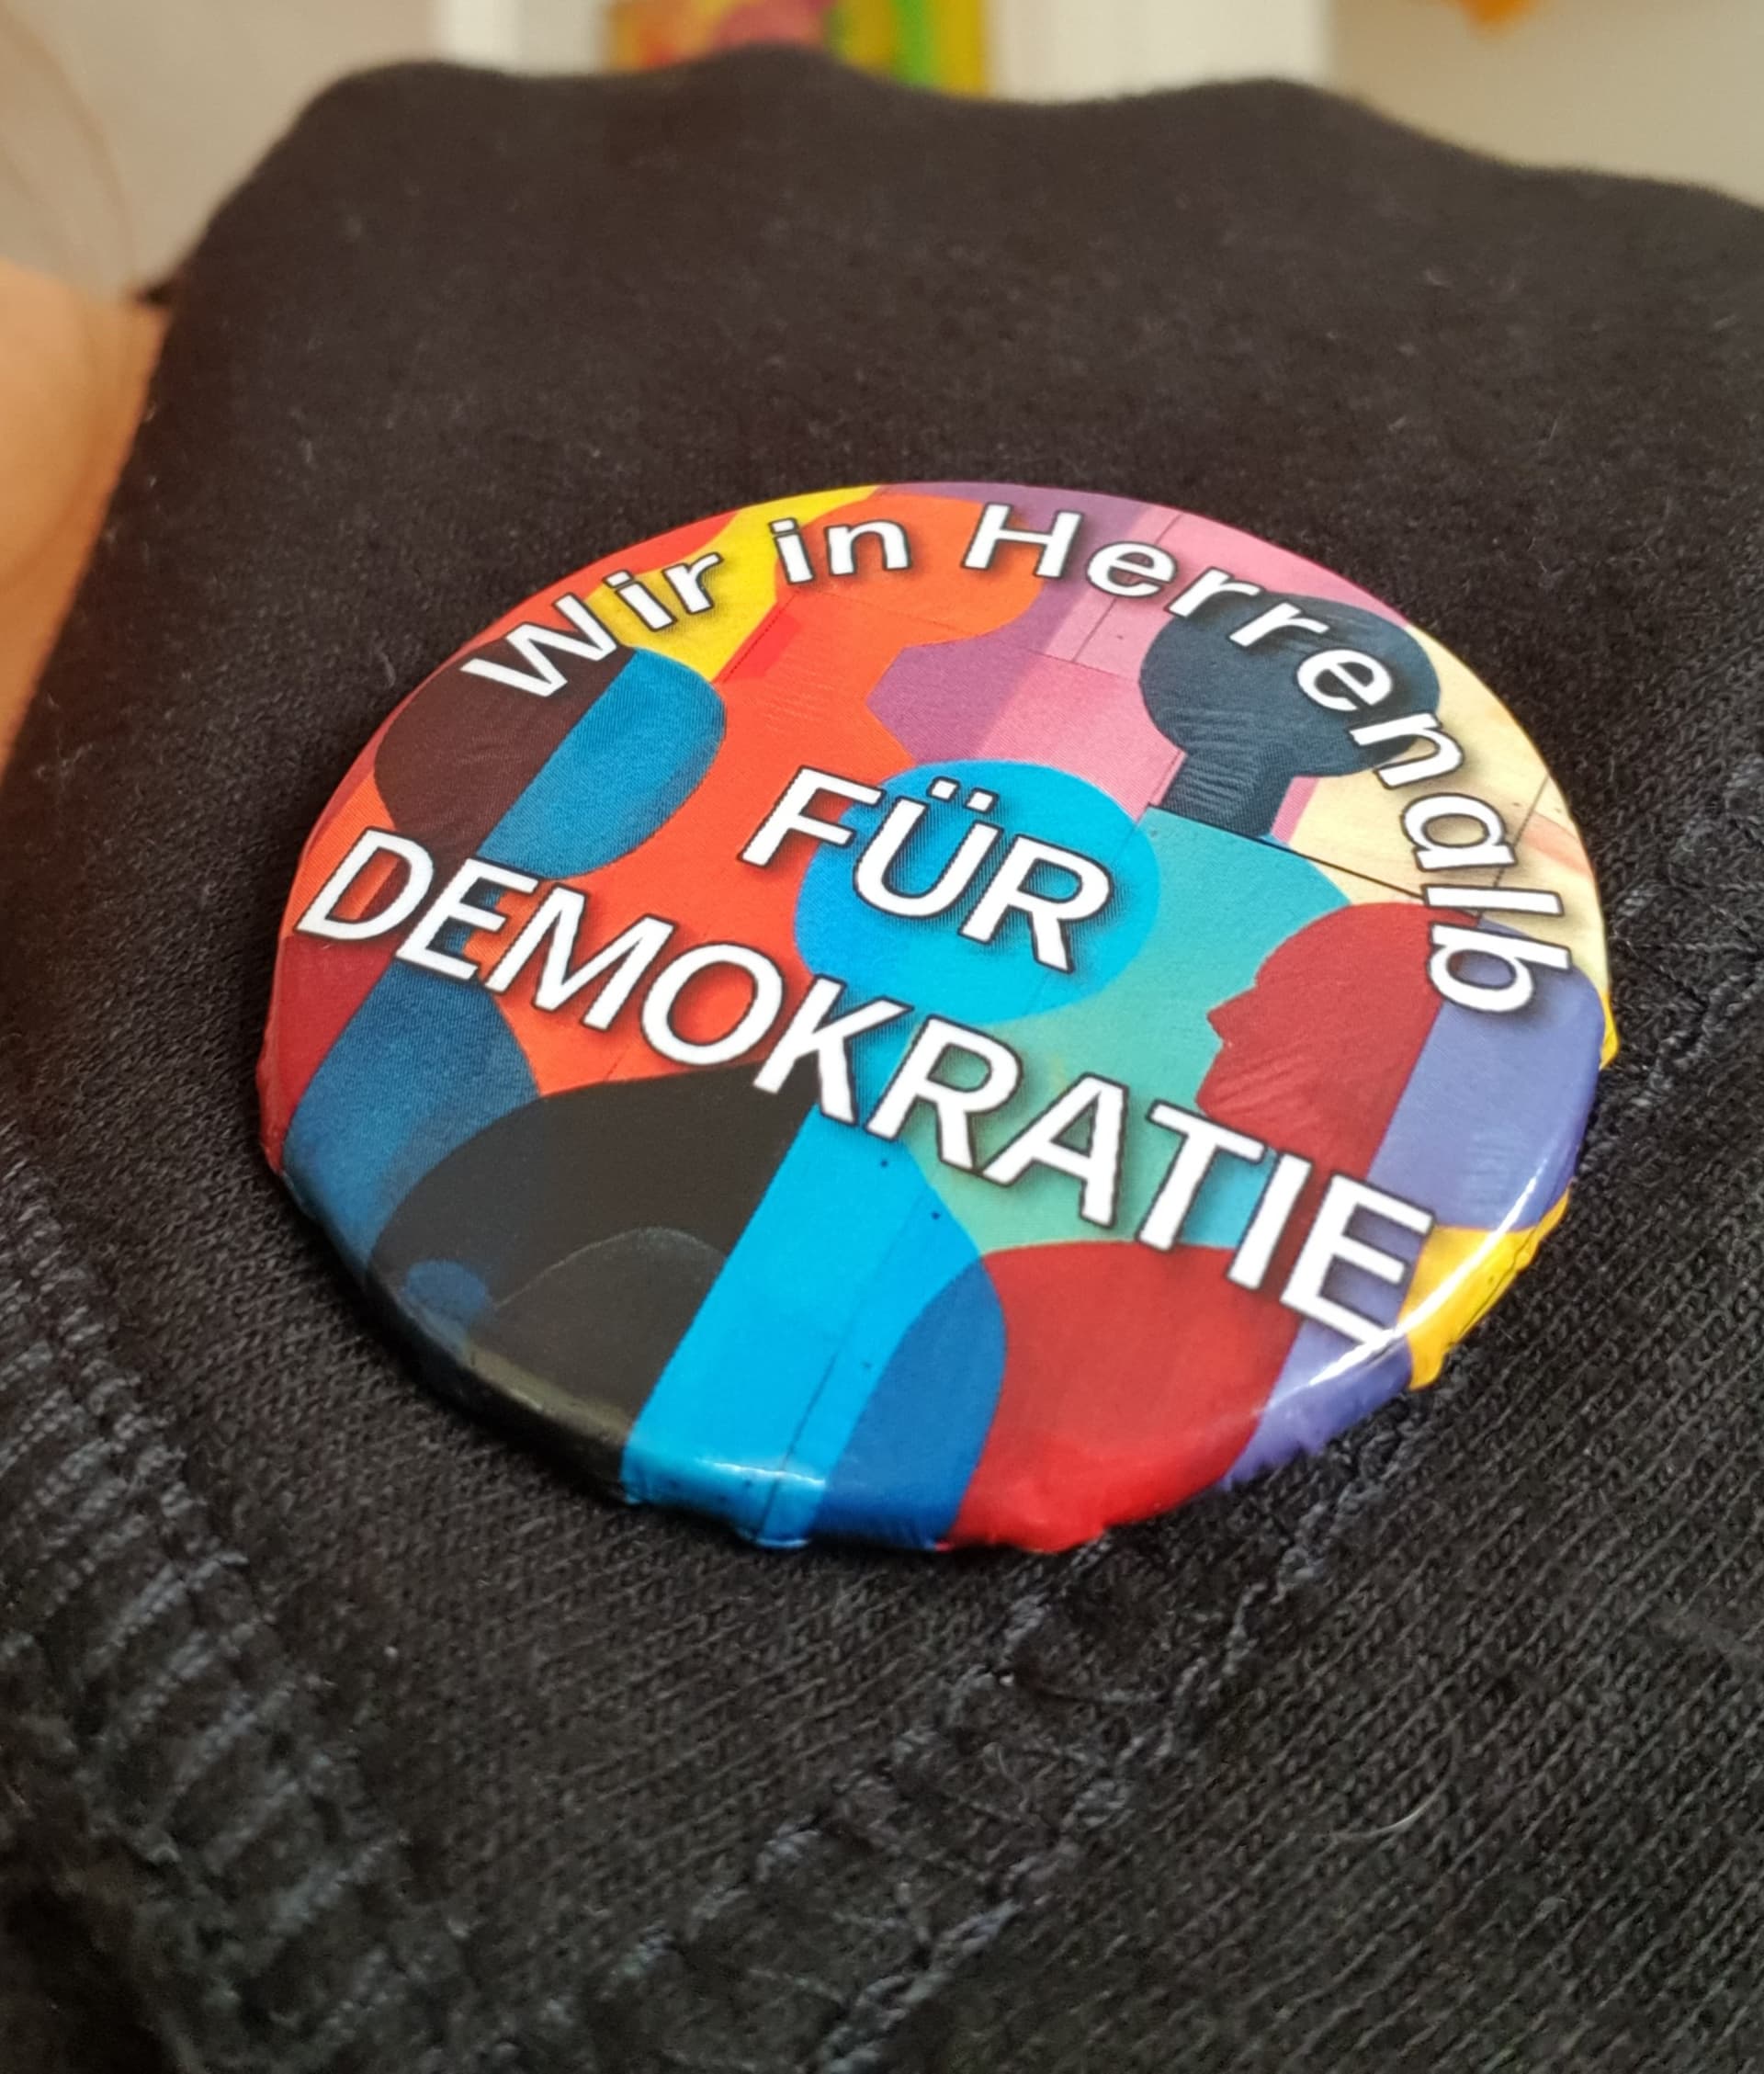 Wir in Herrenalb
FÜR
DEMOKRATIE